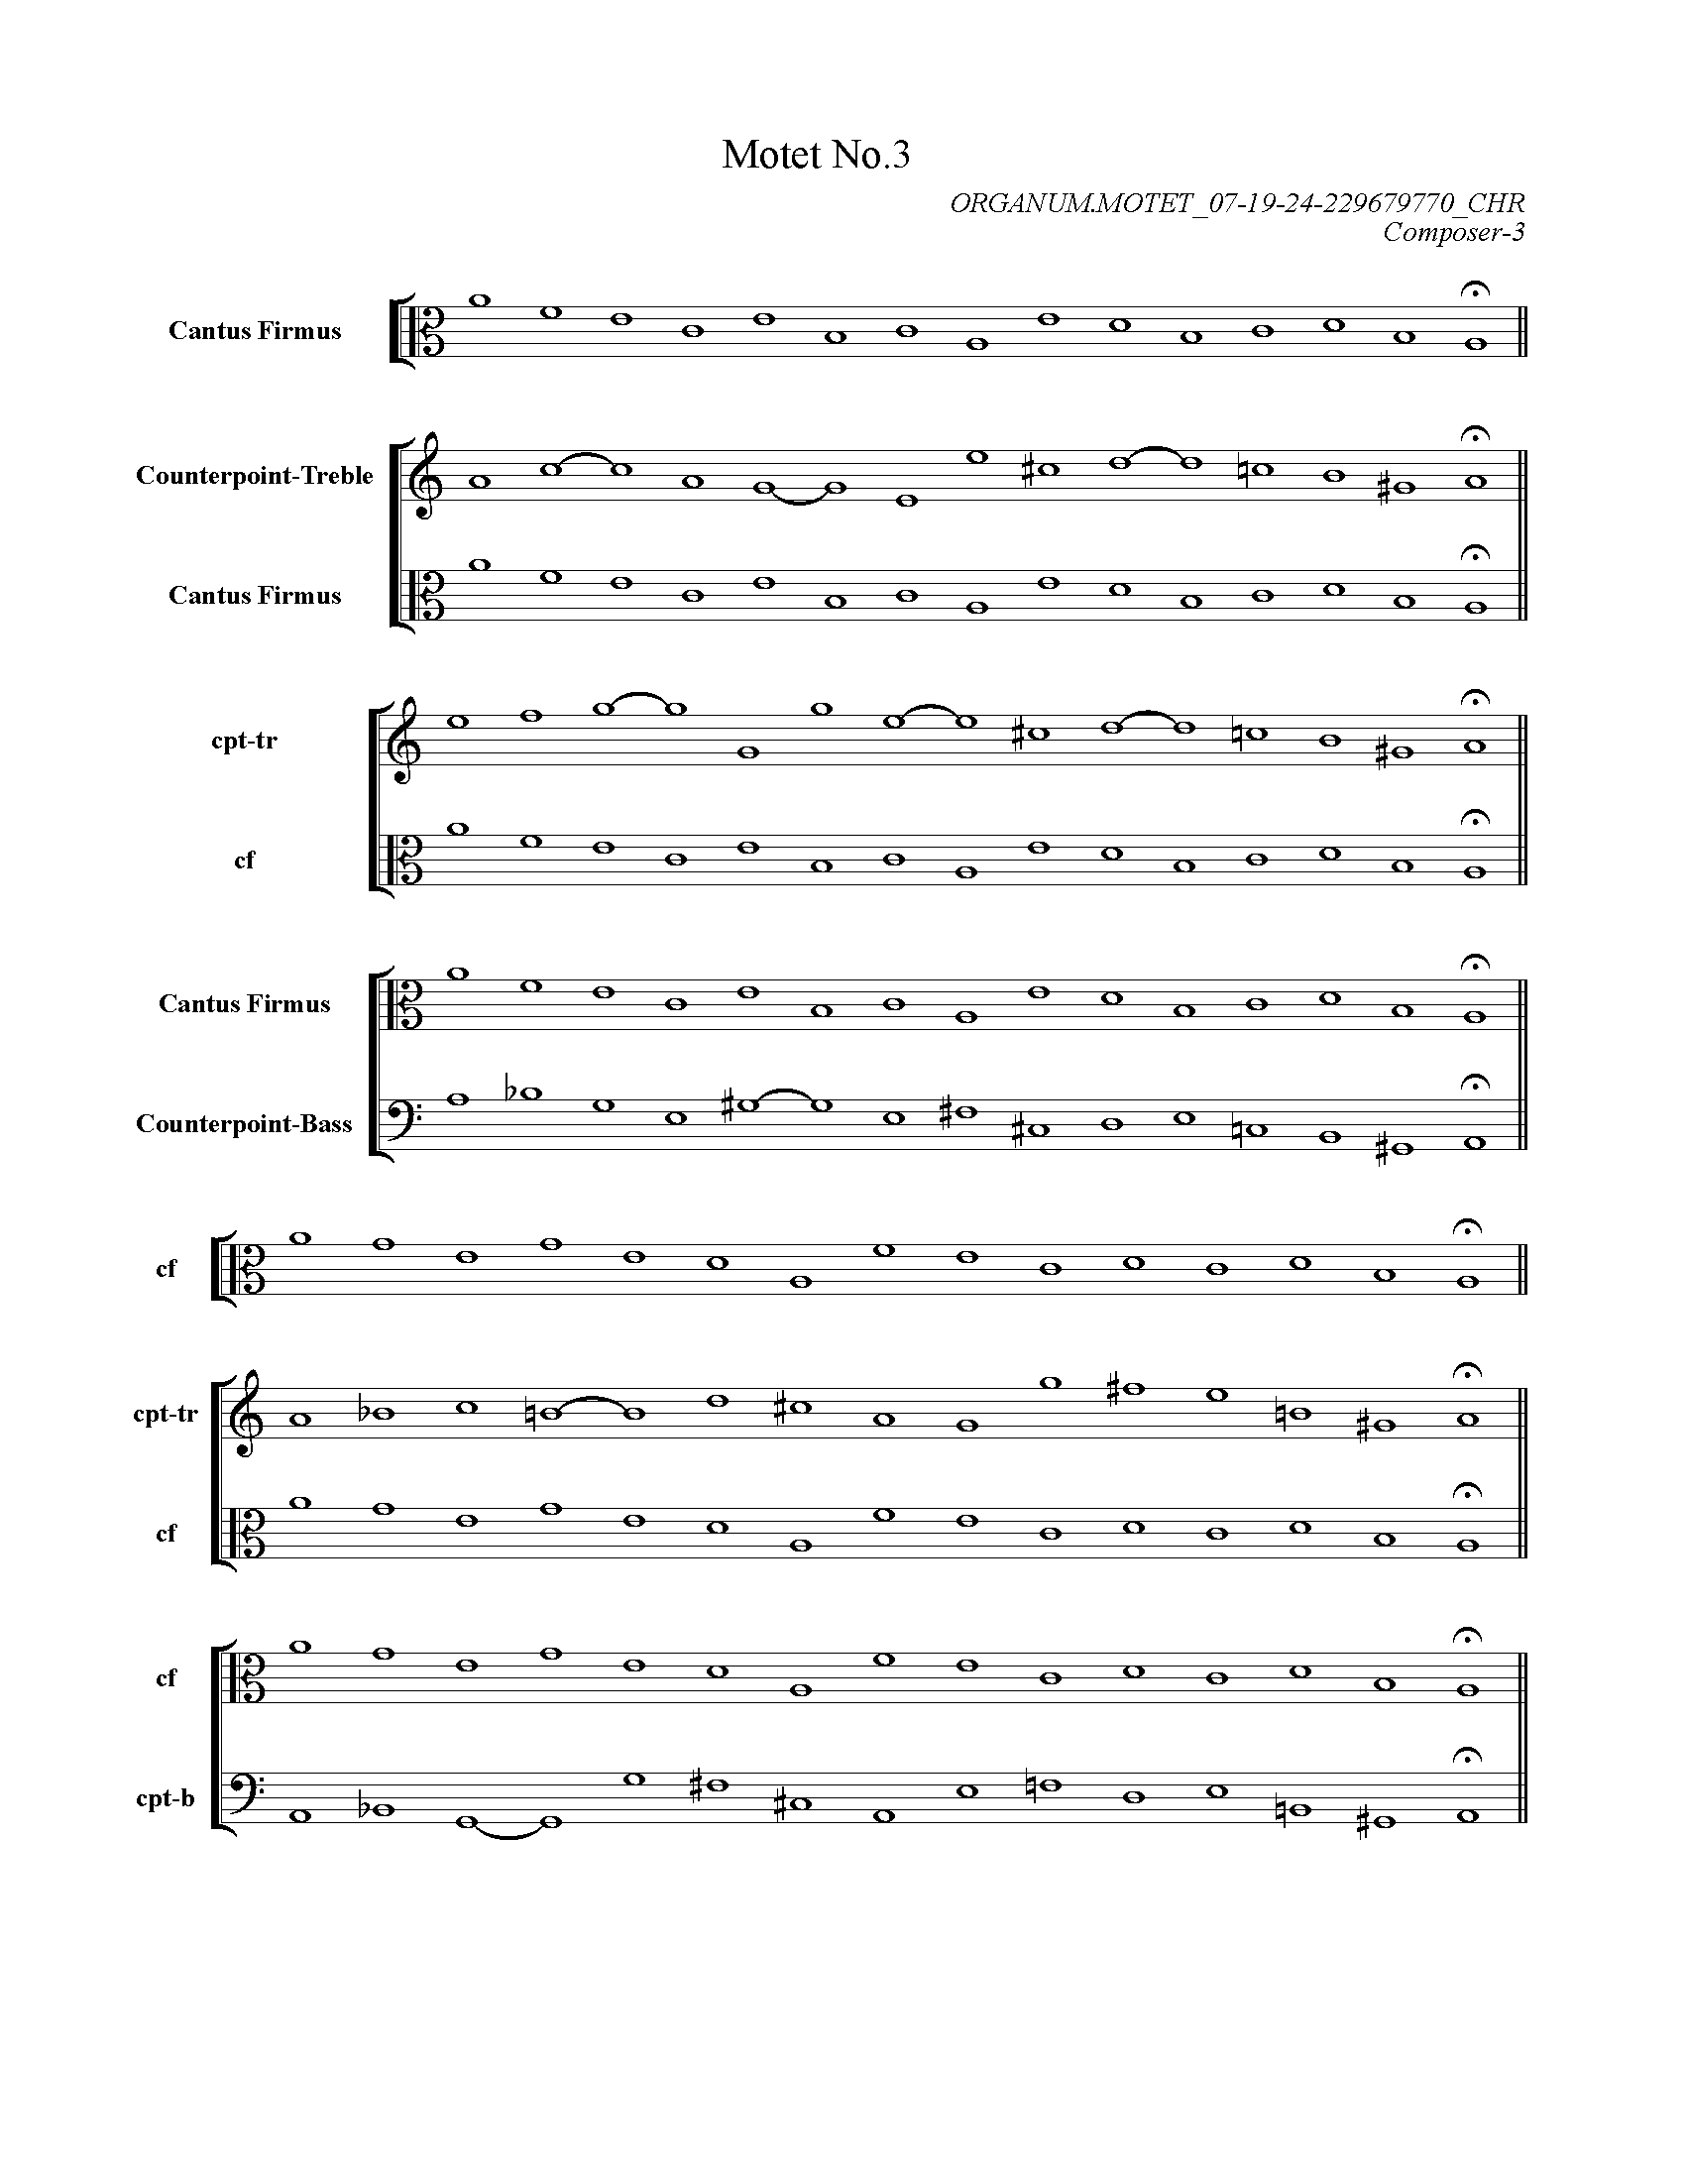 Motet No.3
ORGANUM.MOTET_07-19-24-229679770_CHR
Composer-3
Cantus Firmus
Counterpoint-Treble
Cantus Firmus
cpt-tr
cf
Cantus Firmus
Counterpoint-Bass
cf
cpt-tr
cf
cf
cpt-b